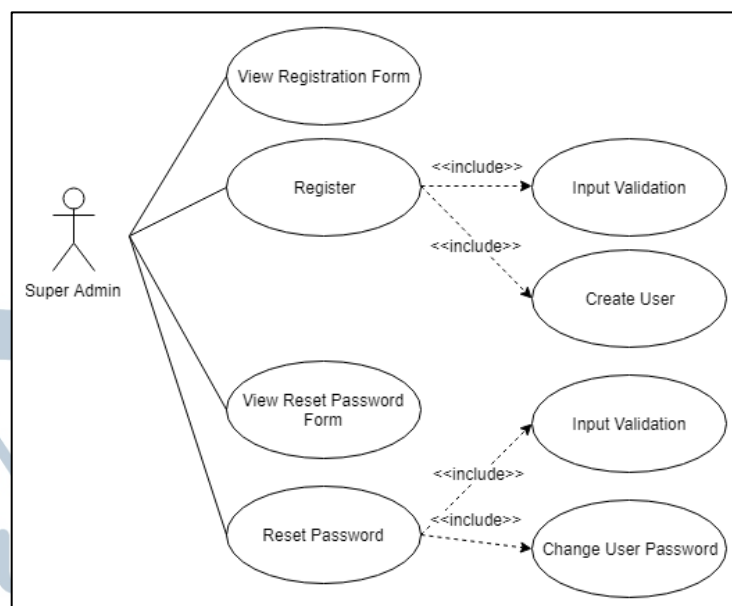 View Registration Form
Register
<<include>>
Input Validation
<<include>>
Create User
Super Admin
View Reset Password
Form
Input Validation
<<include>>
Reset Password
<<include>>
Change User Password